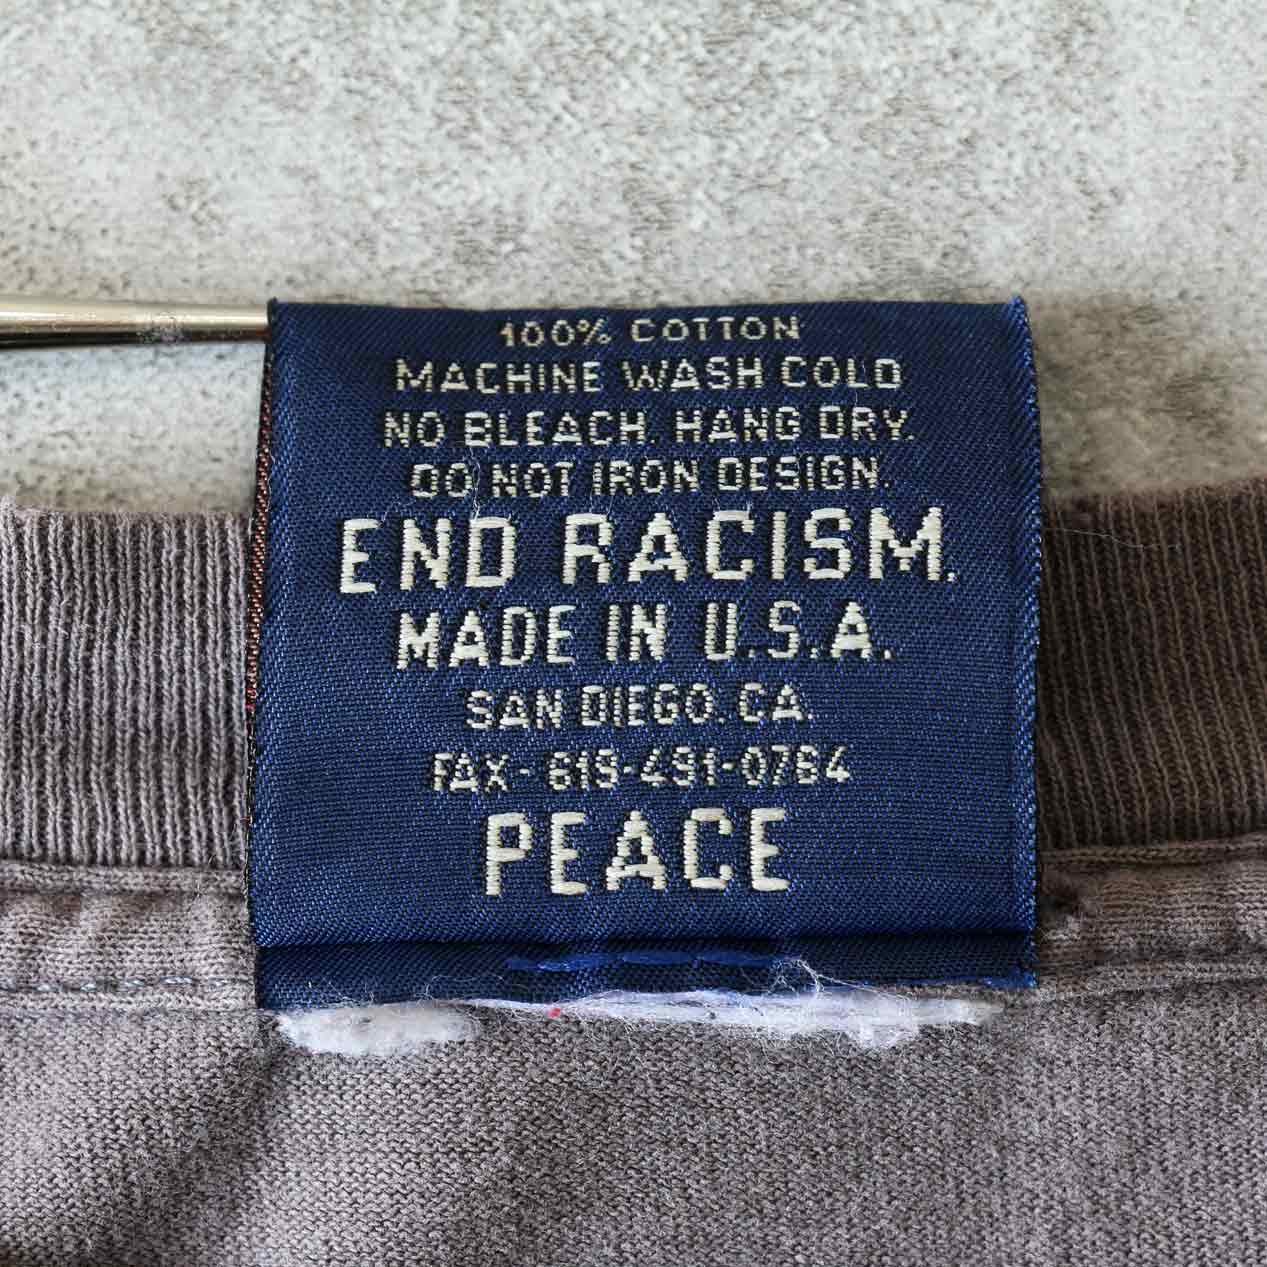 100% COTTON
MACHINE WASH COLD
NO BLEACH. HANG DRY.
DO NOT IRON DESIGN.
END RACISM.
MADE IN U.S.A.
SAN DIEGO. CA.
FAX- 619-491-0764
PEACE